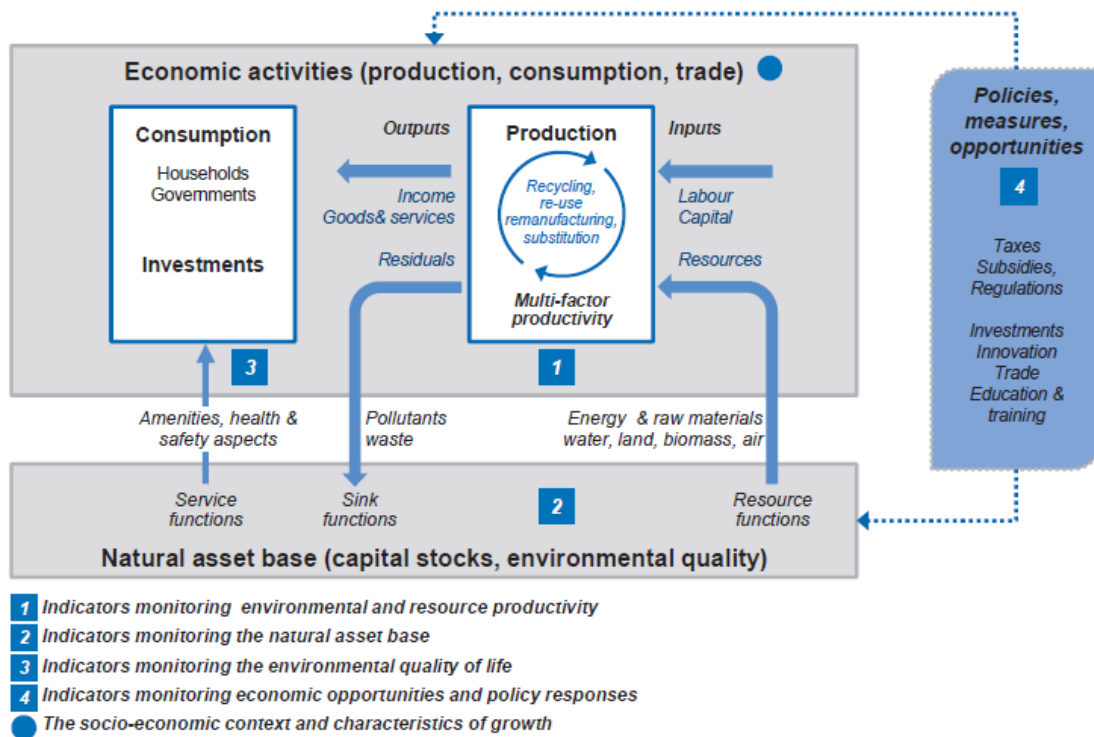 Economic activities (production, consumption, trade)
Consumption
Households
Governments
Investments
3
Outputs
Income
Goods& services
Residuals
Production
Recycling,
re-use
remanufacturing,
substitution
Multi-factor
productivity
1
Inputs
Labour
Capital
Resources
Amenities, health &
safety aspects
Pollutants
waste
Energy & raw materials
water, land, biomass, air
Service
functions
Sink
functions
2
Resource
functions
Natural asset base (capital stocks, environmental quality)
Policies,
measures,
opportunities
4
Taxes
Subsidies,
Regulations
Investments
Innovation
Trade
Education &
training
1 Indicators monitoring environmental and resource productivity
2 Indicators monitoring the natural asset base
3 Indicators monitoring the environmental quality of life
4 Indicators monitoring economic opportunities and policy responses
The socio-economic context and characteristics of growth